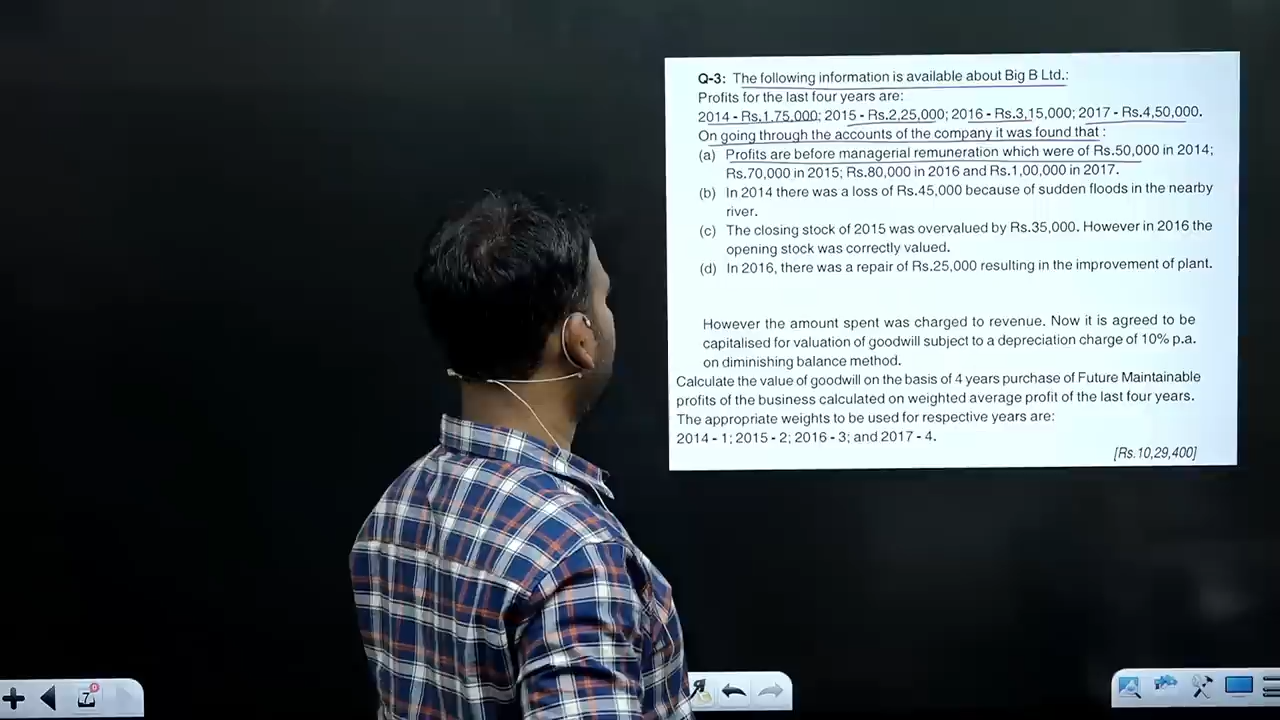 Q-3: The following information is available about Big B Ltd.:
Profits for the last four years are:
2014 - Rs.1,75,000; 2015 - Rs.2,25,000; 2016 - Rs.3,15,000; 2017 - Rs.4,50,000.
On going through the accounts of the company it was found that :
(a) Profits are before managerial remuneration which were of Rs.50,000 in 2014;
Rs.70,000 in 2015; Rs.80,000 in 2016 and Rs.1,00,000 in 2017.
(b) In 2014 there was a loss of Rs.45,000 because of sudden floods in the nearby
river.
(c) The closing stock of 2015 was overvalued by Rs.35,000. However in 2016 the
opening stock was correctly valued.
(d) In 2016, there was a repair of Rs.25,000 resulting in the improvement of plant.
However the amount spent was charged to revenue. Now it is agreed to be
capitalised for valuation of goodwill subject to a depreciation charge of 10% p.a.
on diminishing balance method.
Calculate the value of goodwill on the basis of 4 years purchase of Future Maintainable
profits of the business calculated on weighted average profit of the last four years.
The appropriate weights to be used for respective years are:
2014 - 1; 2015 - 2; 2016 - 3; and 2017 - 4.
[Rs.10,29,400]
7